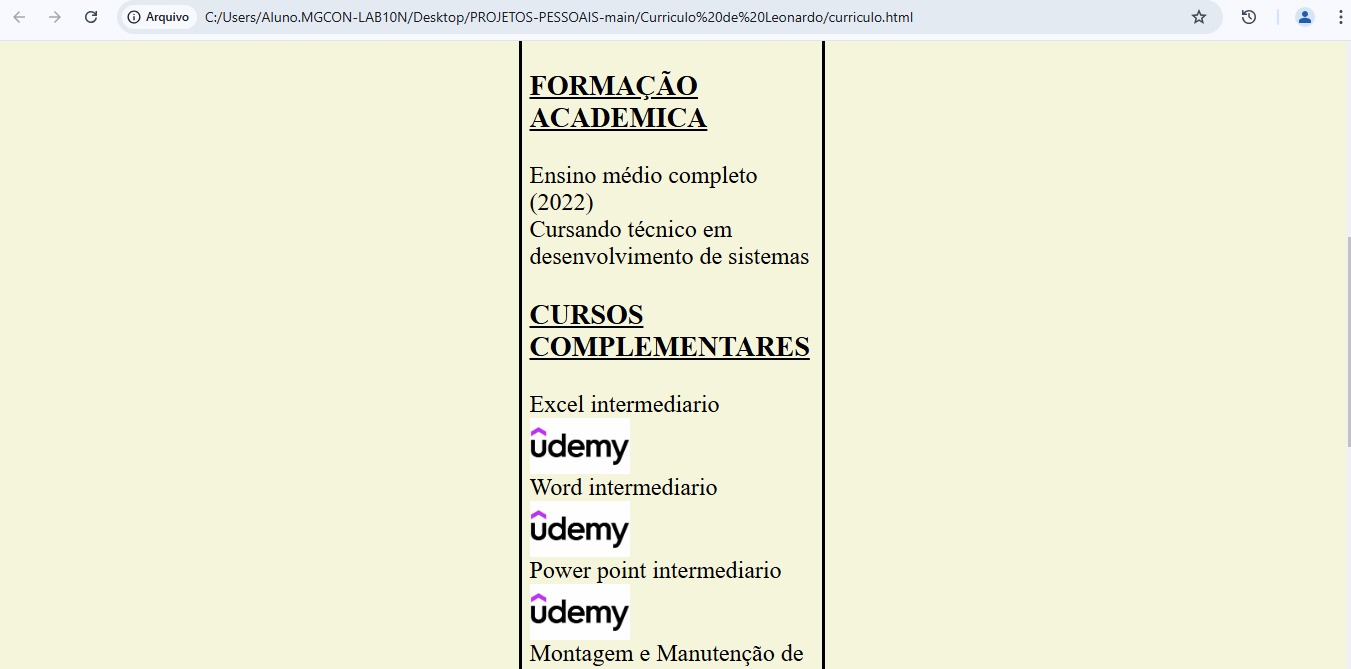 Arquivo C:/Users/Aluno.MGCON-LAB10N/Desktop/PROJETOS-PESSOAIS-main/Curriculo%20de%20Leonardo/curriculo.html
FORMAÇÃO
ACADEMICA
Ensino médio completo
(2022)
Cursando técnico em
desenvolvimento de sistemas
CURSOS
COMPLEMENTARES
Excel intermediario
udemy
Word intermediario
udemy
Power point intermediario
udemy
Montagem e Manutenção de